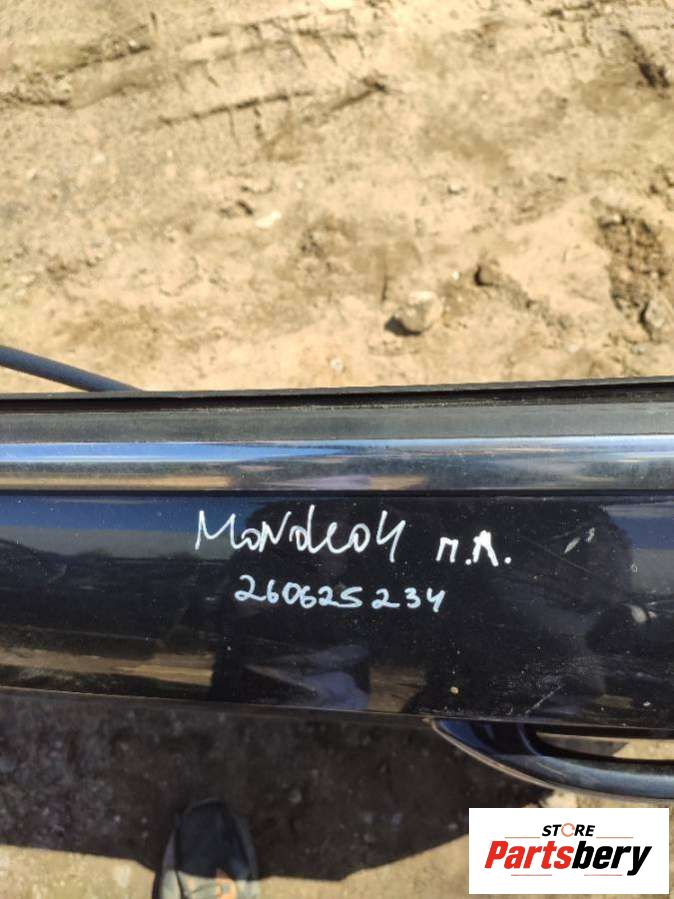 Mondeo4 п.л.
260625234
STORE
Partsbery